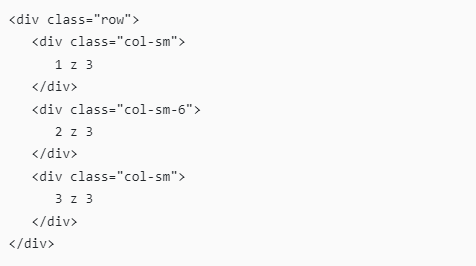 <div class="row">
   <div class="col-sm">
      1 z 3
   </div>
   <div class="col-sm-6">
      2 z 3
   </div>
   <div class="col-sm">
      3 z 3
   </div>
</div>